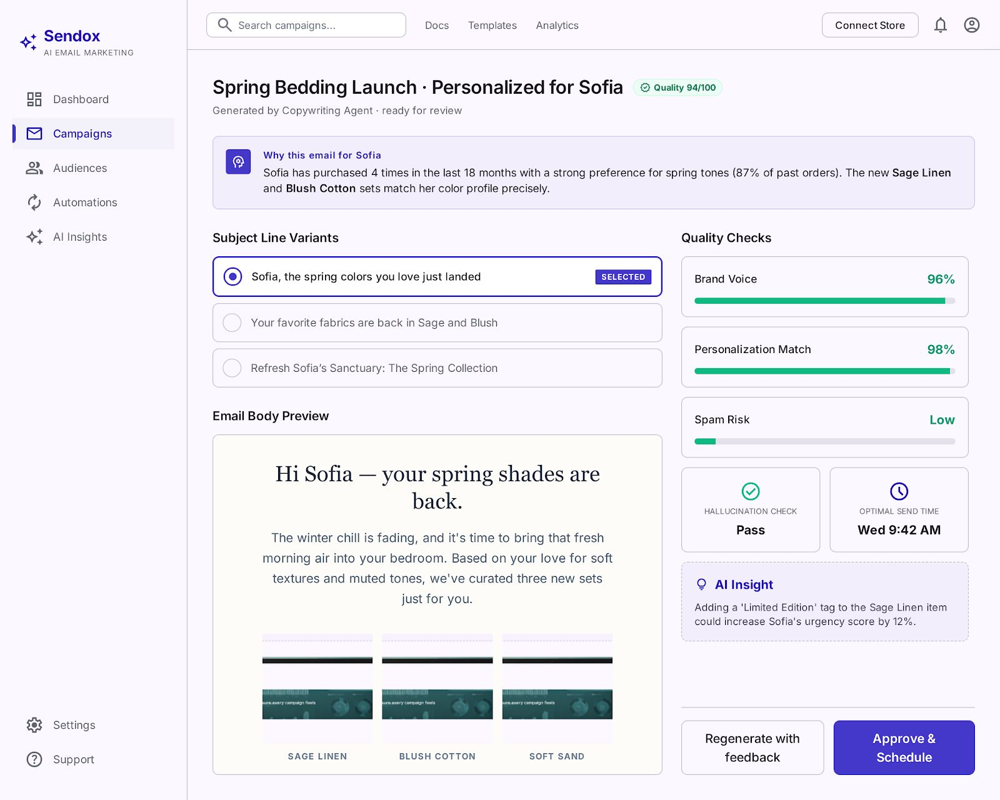 Sendox
AI EMAIL MARKETING
Dashboard
Campaigns
Audiences
Automations
AI Insights
Settings
Support
Search campaigns...
Docs
Templates
Analytics
Connect Store
Spring Bedding Launch · Personalized for Sofia
Quality 94/100
Generated by Copywriting Agent · ready for review
Why this email for Sofia
Sofia has purchased 4 times in the last 18 months with a strong preference for spring tones (87% of past orders). The new Sage Linen
and Blush Cotton sets match her color profile precisely.
Subject Line Variants
Sofia, the spring colors you love just landed
SELECTED
Your favorite fabrics are back in Sage and Blush
Refresh Sofia’s Sanctuary: The Spring Collection
Email Body Preview
Hi Sofia — your spring shades are
back.
The winter chill is fading, and it's time to bring that fresh
morning air into your bedroom. Based on your love for soft
textures and muted tones, we've curated three new sets
just for you.
sure.every campaign feels
sure.every campaign feels
sure.every campaign feels
SAGE LINEN
BLUSH COTTON
SOFT SAND
Quality Checks
Brand Voice
96%
Personalization Match
98%
Spam Risk
Low
HALLUCINATION CHECK
Pass
OPTIMAL SEND TIME
Wed 9:42 AM
AI Insight
Adding a 'Limited Edition' tag to the Sage Linen item
could increase Sofia's urgency score by 12%.
Regenerate with
feedback
Approve &
Schedule